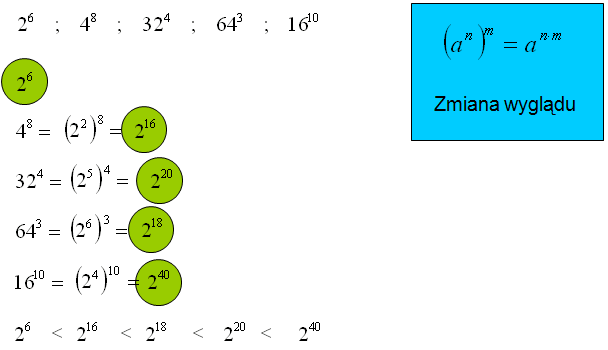 2^6 ; 4^8 ; 32^4 ; 64^3 ; 16^10
(a^n)^m = a^(n·m)
Zmiana wyglądu
2^6
4^8 = (2^2)^8 = 2^16
32^4 = (2^5)^4 = 2^20
64^3 = (2^6)^3 = 2^18
16^10 = (2^4)^10 = 2^40
2^6 < 2^16 < 2^18 < 2^20 < 2^40